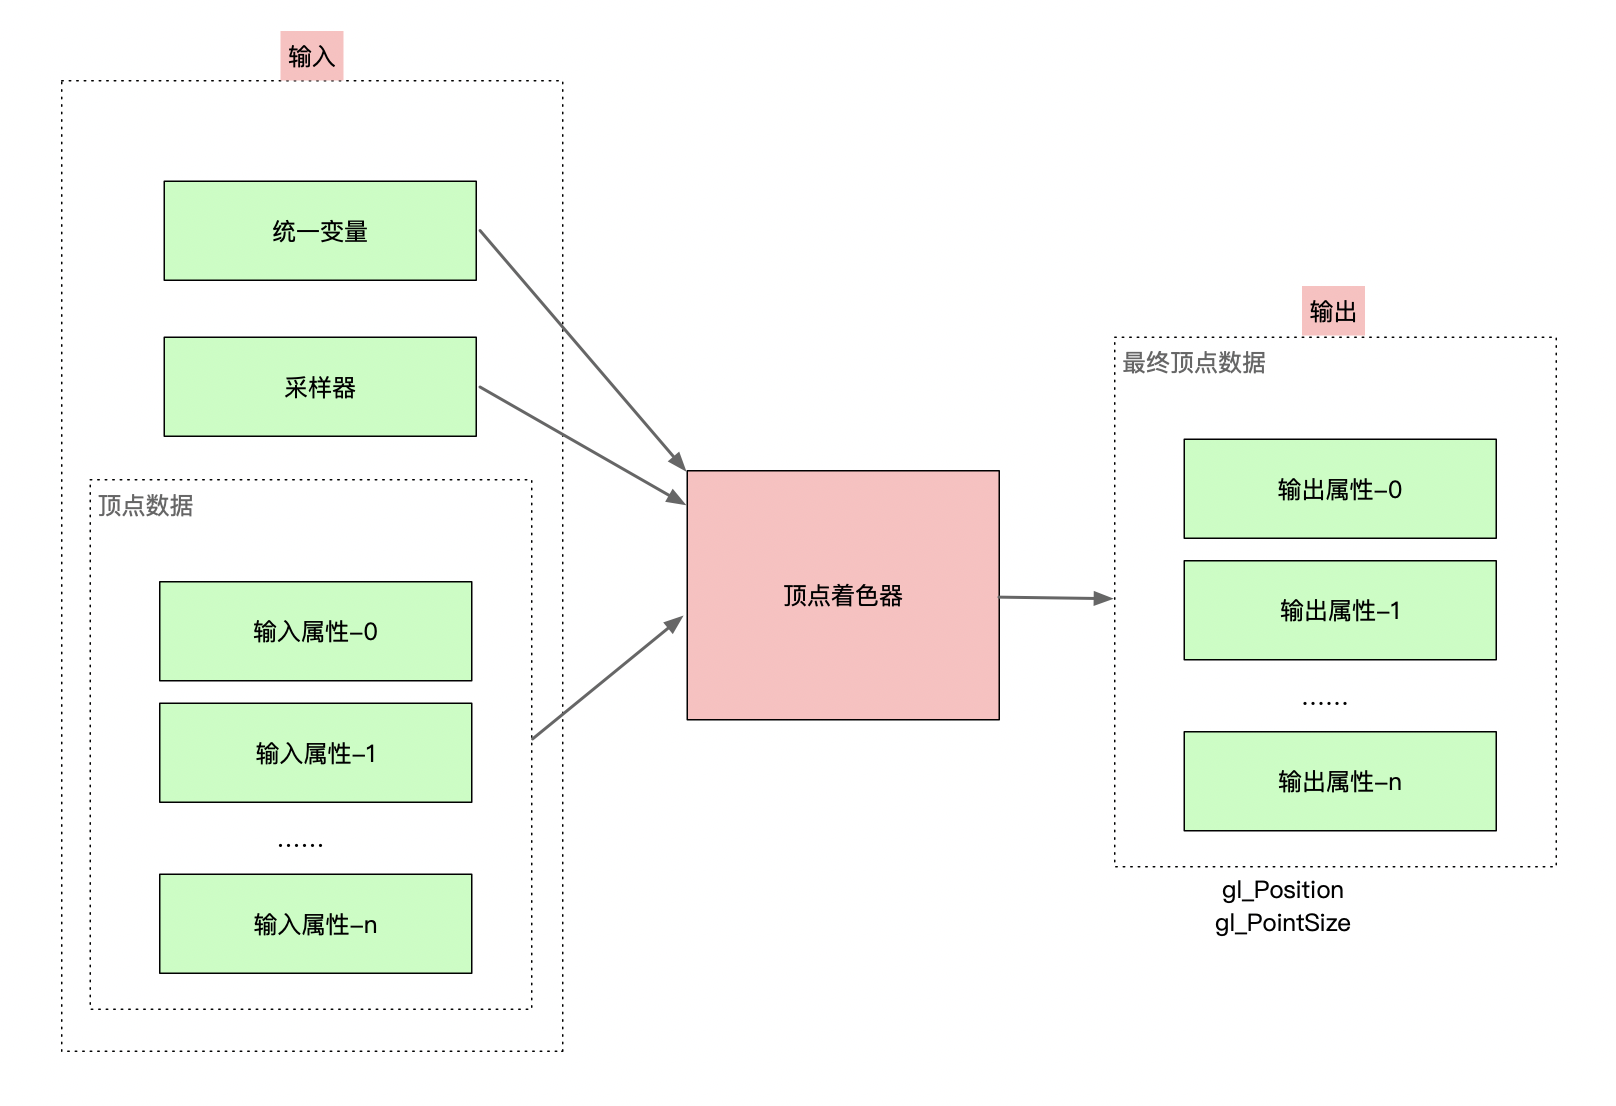 输入
统一变量
采样器
顶点数据
输入属性-0
输入属性-1
......
输入属性-n
顶点着色器
输出
最终顶点数据
输出属性-0
输出属性-1
......
输出属性-n
gl_Position
gl_PointSize